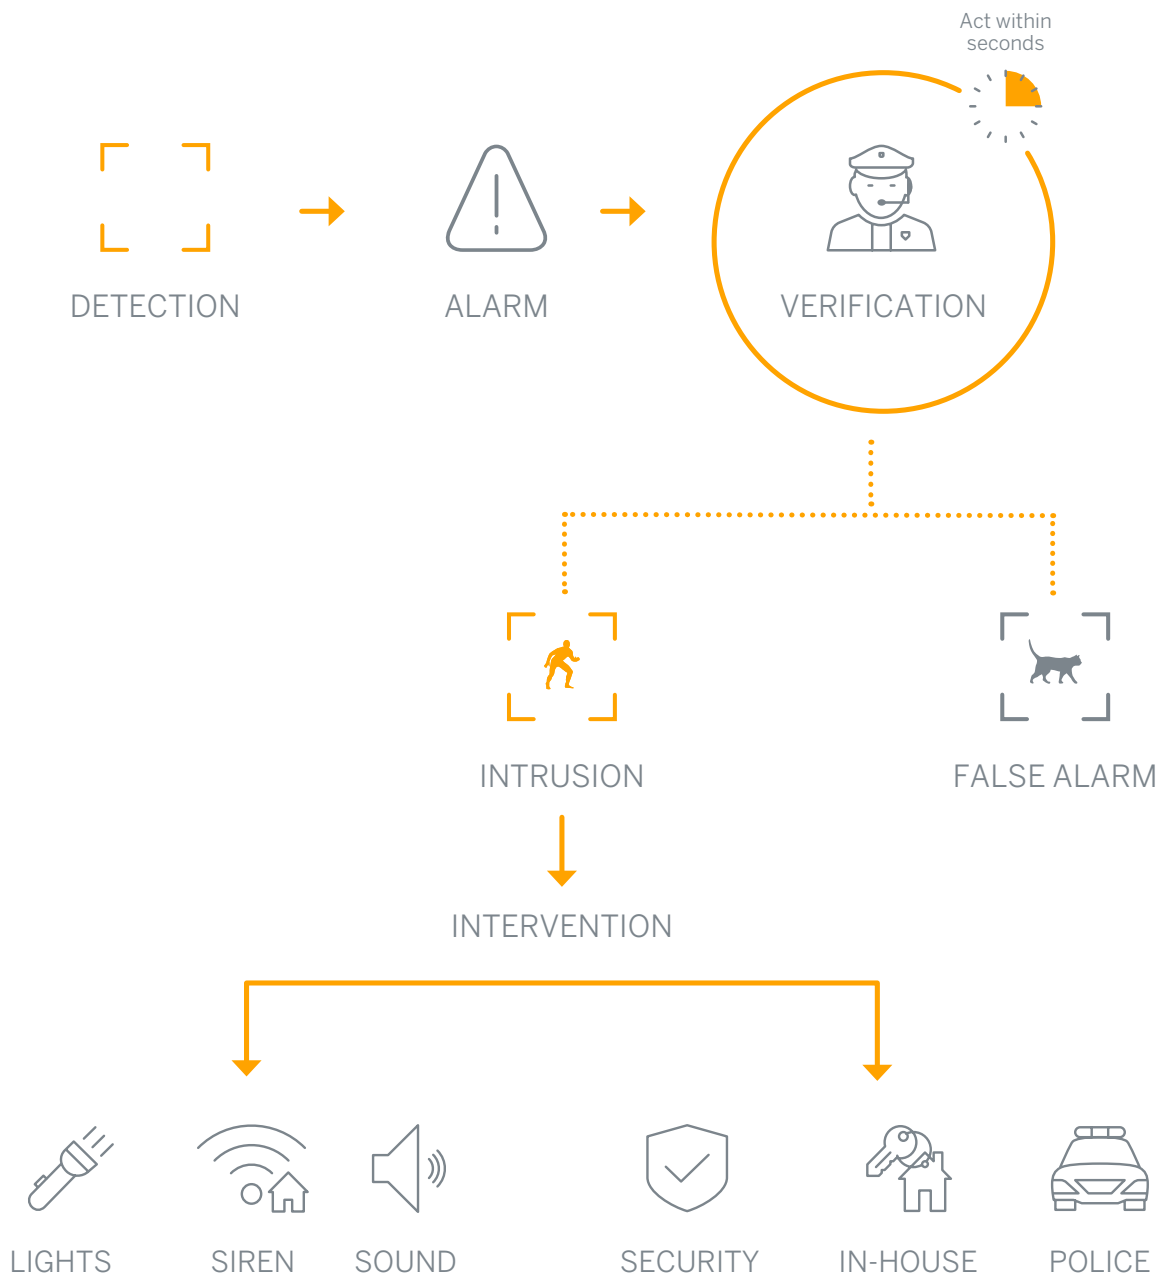 Act within
seconds
DETECTION
ALARM
VERIFICATION
INTRUSION
FALSE ALARM
INTERVENTION
LIGHTS
SIREN
SOUND
SECURITY
IN-HOUSE
POLICE